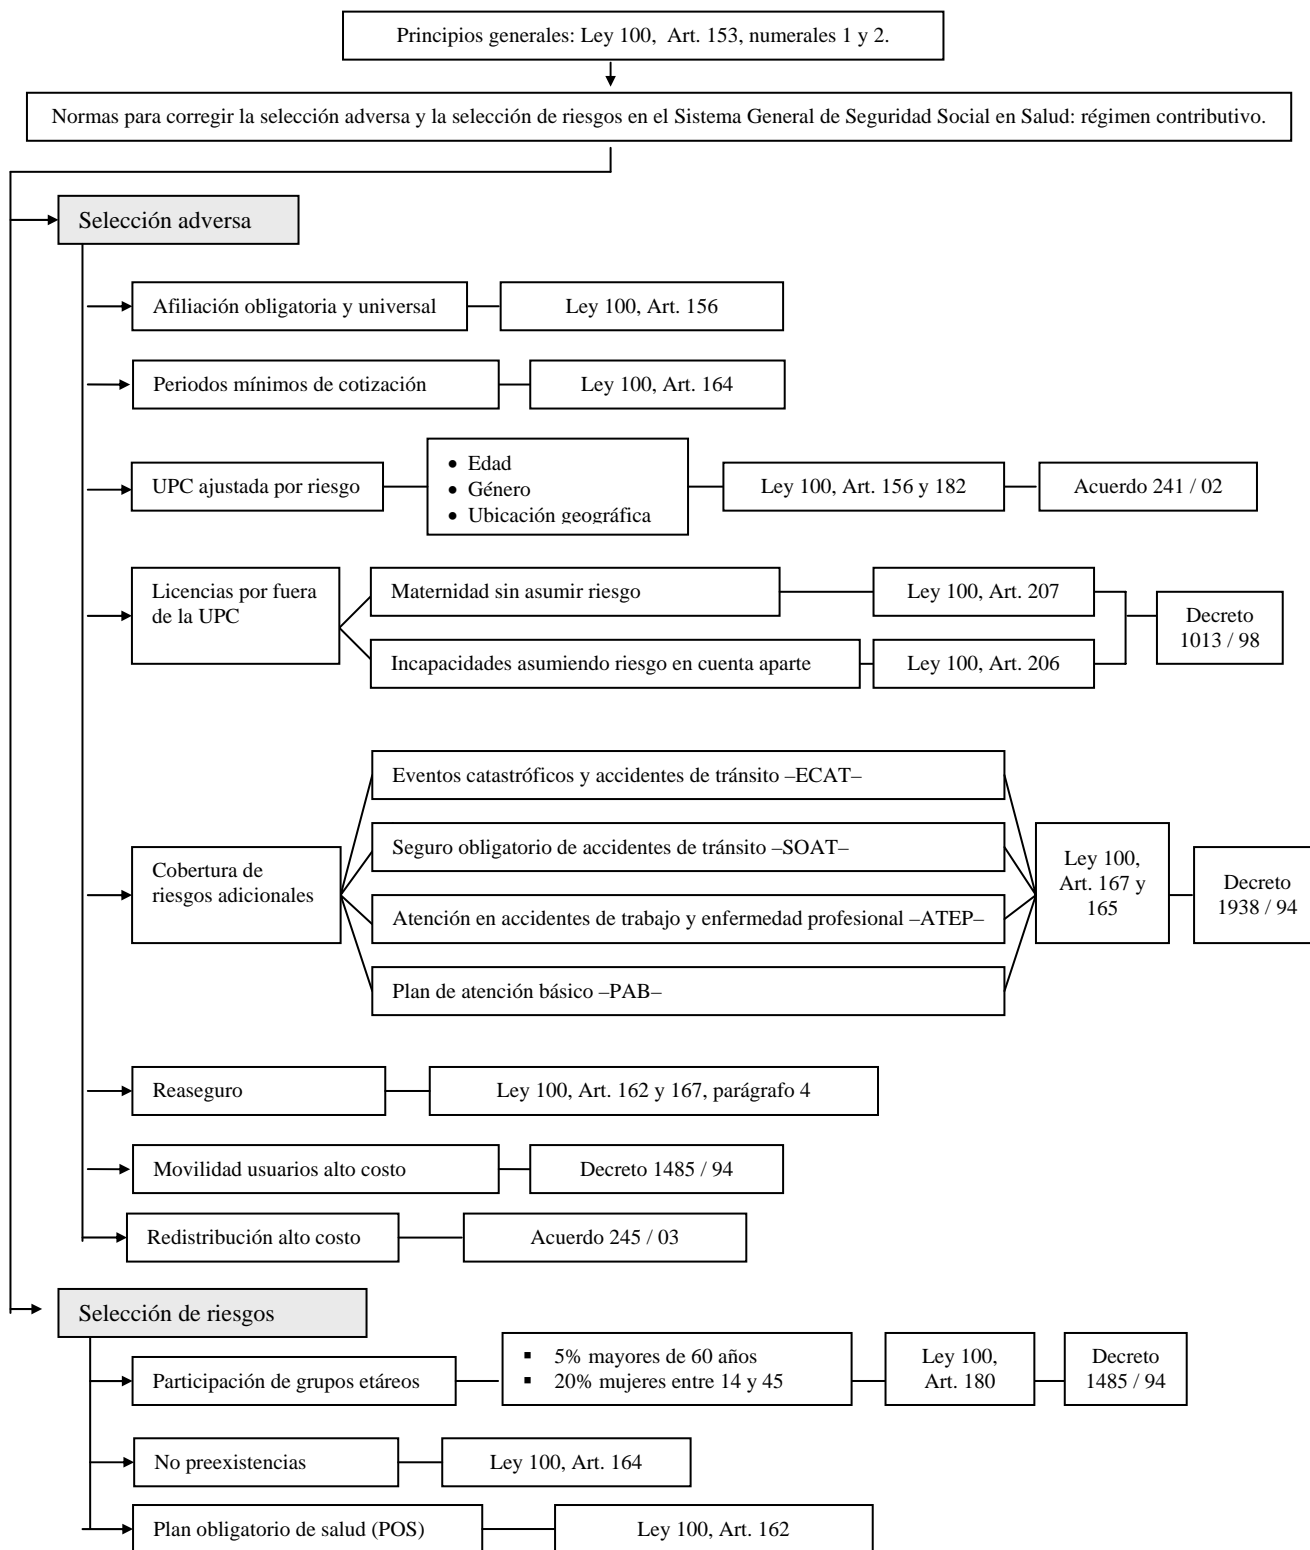 Principios generales: Ley 100, Art. 153, numerales 1 y 2.
Normas para corregir la selección adversa y la selección de riesgos en el Sistema General de Seguridad Social en Salud: régimen contributivo.
Selección adversa
Afiliación obligatoria y universal
Ley 100, Art. 156
Periodos mínimos de cotización
Ley 100, Art. 164
UPC ajustada por riesgo
• Edad
• Género
• Ubicación geográfica
Ley 100, Art. 156 y 182
Acuerdo 241 / 02
Licencias por fuera
de la UPC
Maternidad sin asumir riesgo
Ley 100, Art. 207
Incapacidades asumiendo riesgo en cuenta aparte
Ley 100, Art. 206
Decreto
1013 / 98
Cobertura de
riesgos adicionales
Eventos catastróficos y accidentes de tránsito –ECAT–
Seguro obligatorio de accidentes de tránsito –SOAT–
Atención en accidentes de trabajo y enfermedad profesional –ATEP–
Plan de atención básico –PAB–
Ley 100,
Art. 167 y
165
Decreto
1938 / 94
Reaseguro
Ley 100, Art. 162 y 167, parágrafo 4
Movilidad usuarios alto costo
Decreto 1485 / 94
Redistribución alto costo
Acuerdo 245 / 03
Selección de riesgos
Participación de grupos etáreos
▪ 5% mayores de 60 años
▪ 20% mujeres entre 14 y 45
Ley 100,
Art. 180
Decreto
1485 / 94
No preexistencias
Ley 100, Art. 164
Plan obligatorio de salud (POS)
Ley 100, Art. 162